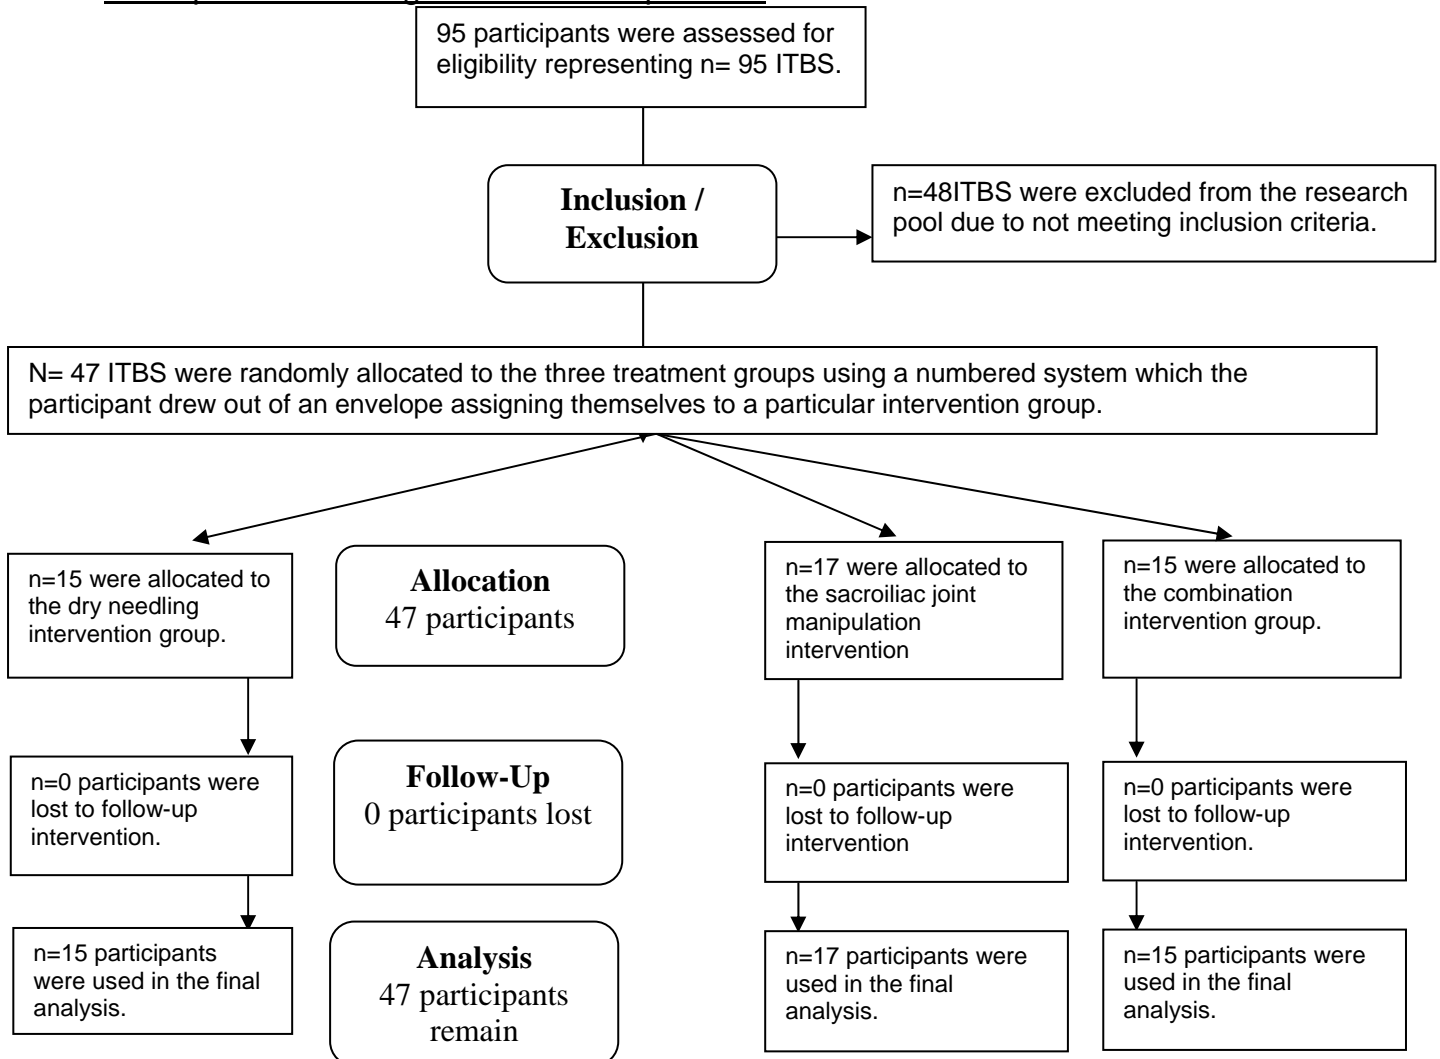 95 participants were assessed for
eligibility representing n= 95 ITBS.
Inclusion /
Exclusion
n=48ITBS were excluded from the research
pool due to not meeting inclusion criteria.
N= 47 ITBS were randomly allocated to the three treatment groups using a numbered system which the
participant drew out of an envelope assigning themselves to a particular intervention group.
n=15 were allocated to
the dry needling
intervention group.
Allocation
47 participants
n=17 were allocated to
the sacroiliac joint
manipulation
intervention
n=15 were allocated to
the combination
intervention group.
n=0 participants were
lost to follow-up
intervention.
Follow-Up
0 participants lost
n=0 participants were
lost to follow-up
intervention
n=0 participants were
lost to follow-up
intervention.
n=15 participants
were used in the final
analysis.
Analysis
47 participants
remain
n=17 participants were
used in the final
analysis.
n=15 participants were
used in the final
analysis.